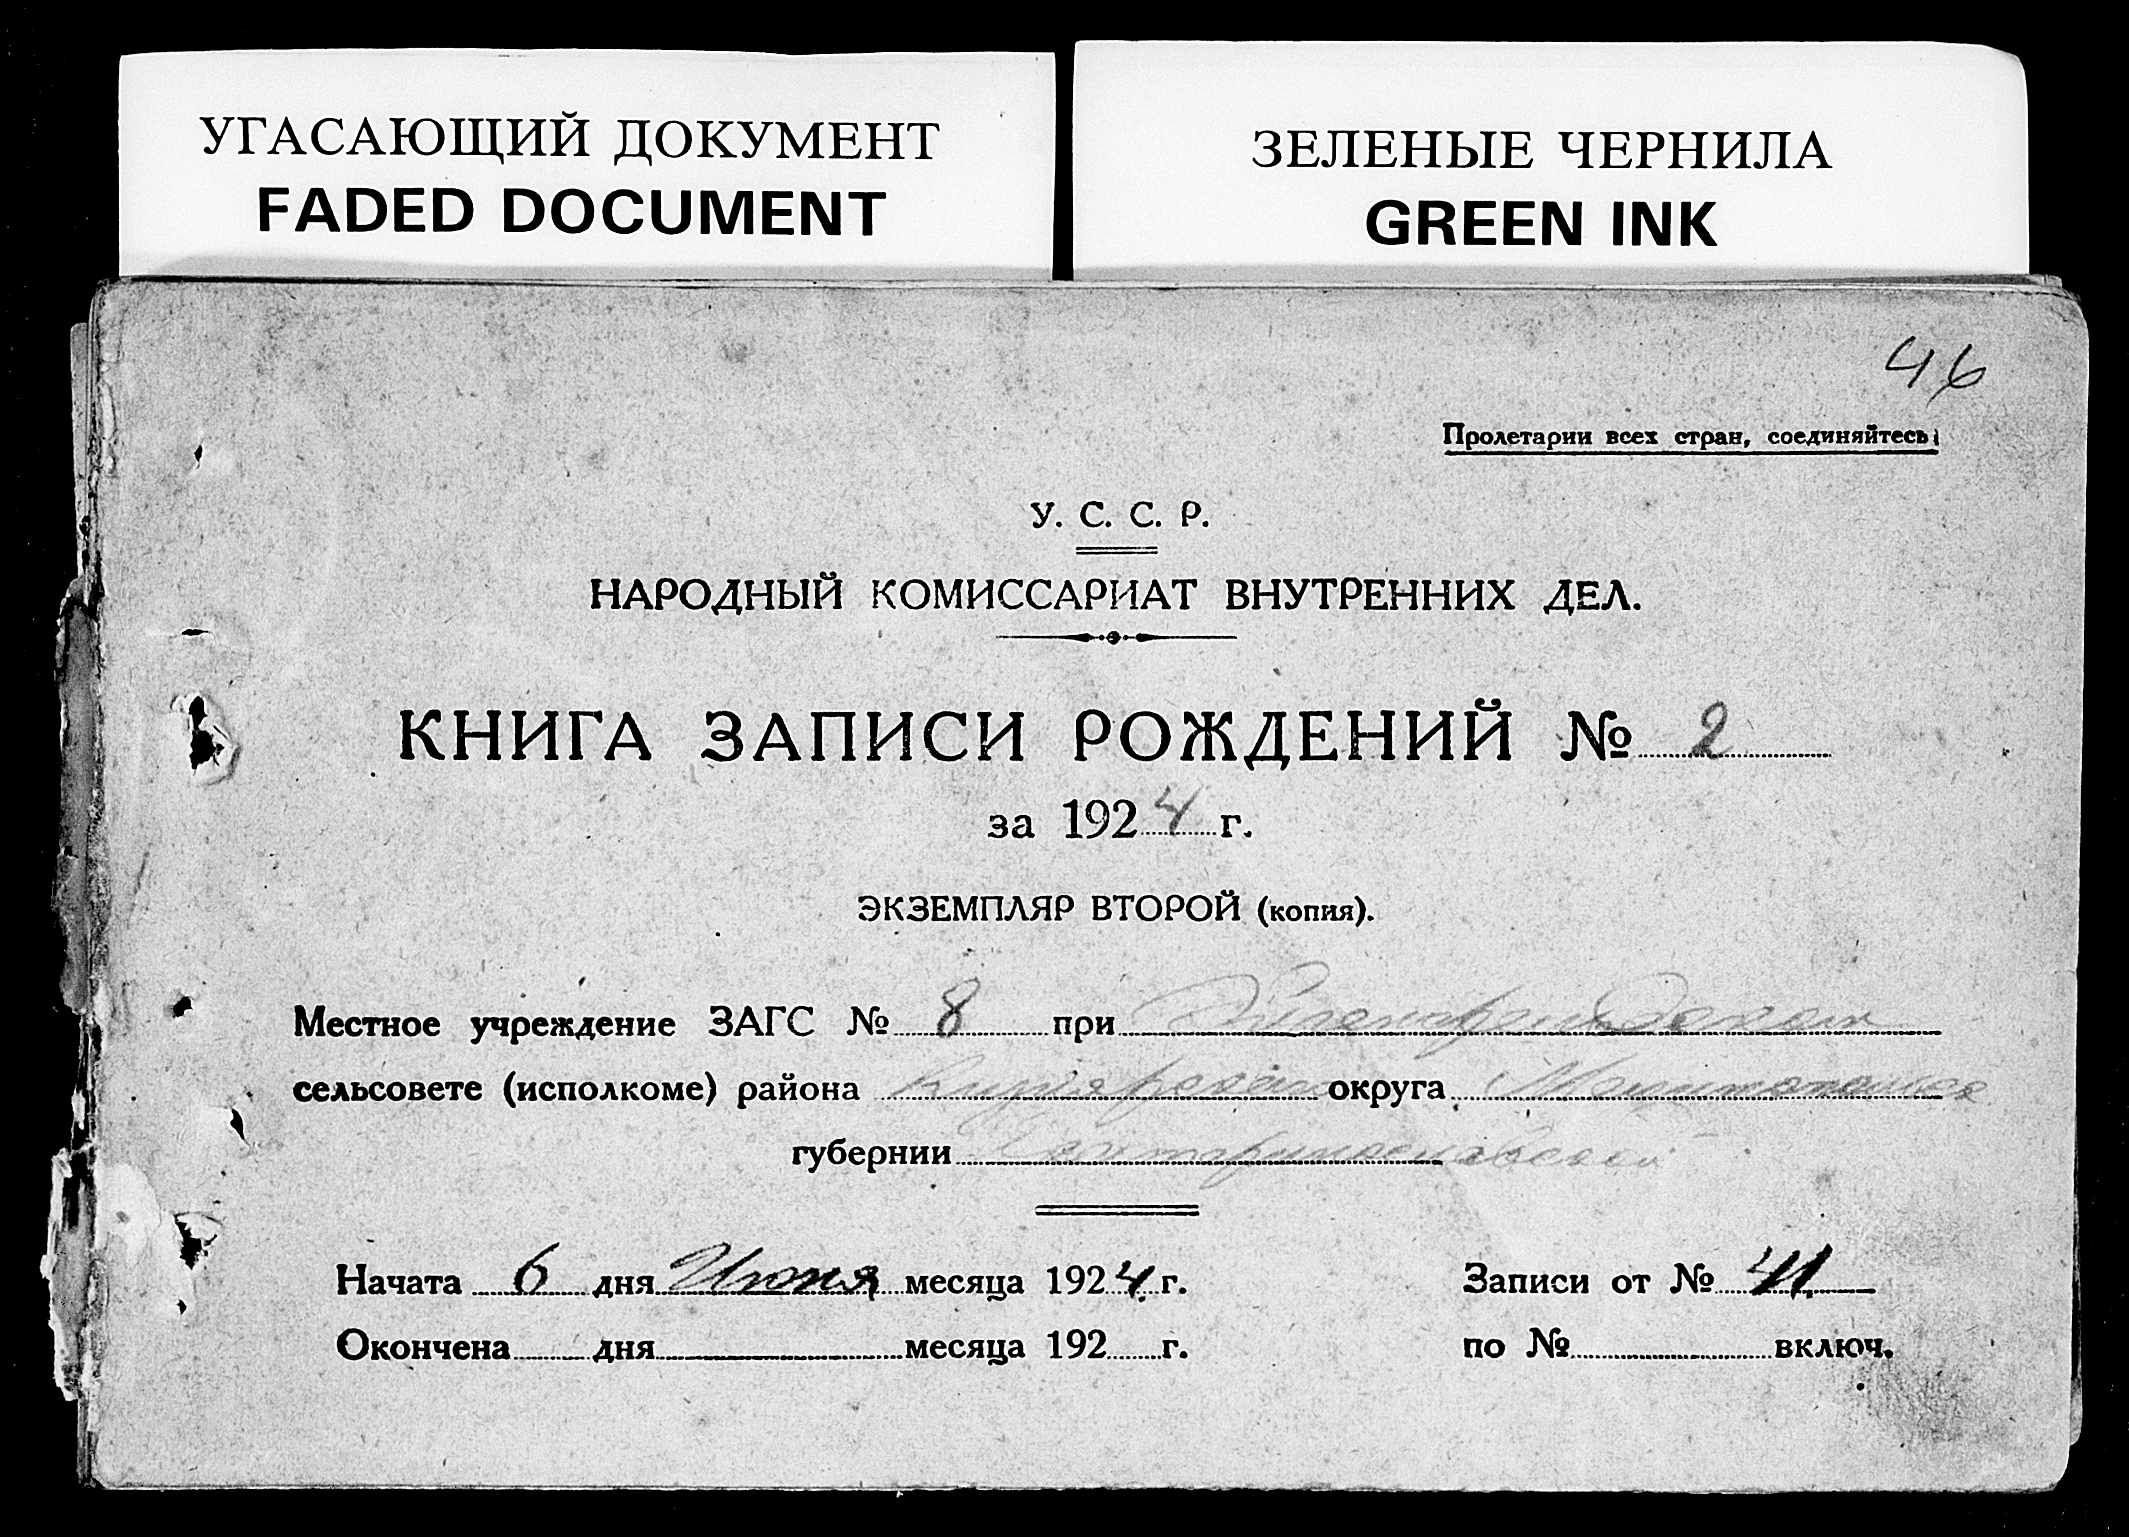 УГАСАЮЩИЙ ДОКУМЕНТ
FADED DOCUMENT
ЗЕЛЕНЫЕ ЧЕРНИЛА
GREEN INK
46
Пролетарии всех стран, соединяйтесь!
У. С. С. Р.
НАРОДНЫЙ КОМИССАРИАТ ВНУТРЕННИХ ДЕЛ.
КНИГА ЗАПИСИ РОЖДЕНИЙ № 2
за 1924 г.
ЭКЗЕМПЛЯР ВТОРОЙ (копия).
Местное учреждение ЗАГС № 8 при
сельсовете (исполкоме) района округа
губернии Екатеринославской
Начата 6 дня Июня месяца 1924 г. Записи от № 41
Окончена дня месяца 192 г. по № включ.